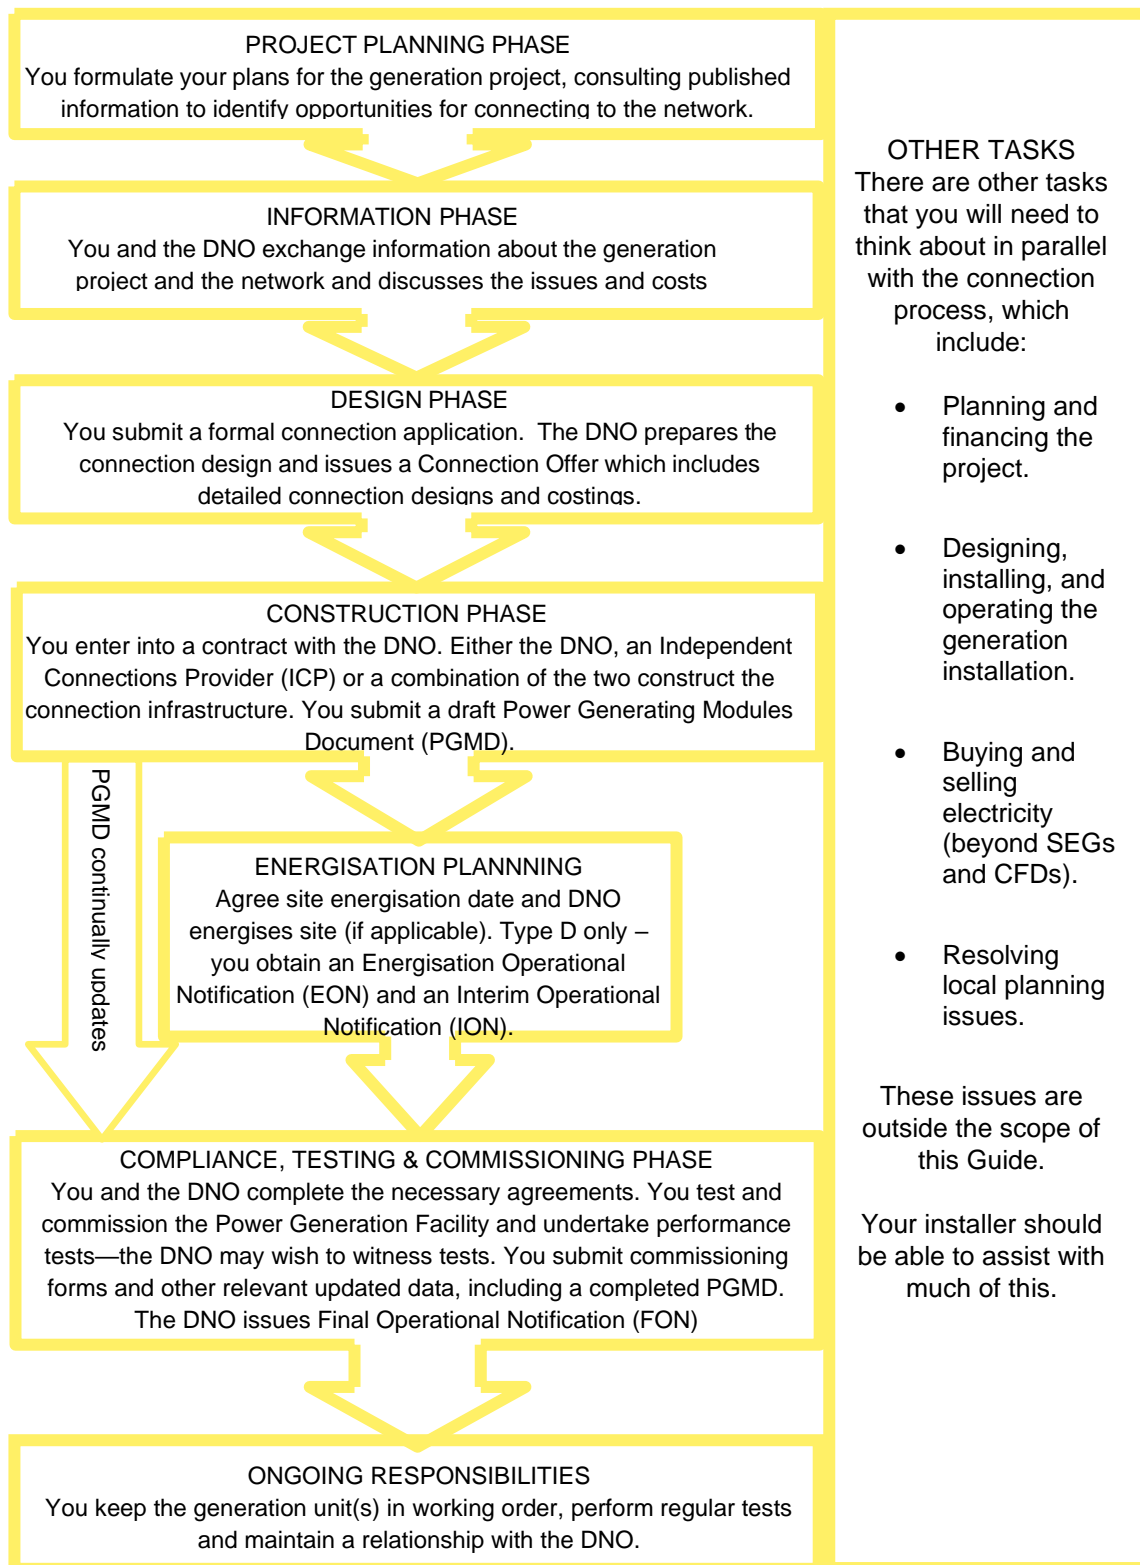 PROJECT PLANNING PHASE
You formulate your plans for the generation project, consulting published
information to identify opportunities for connecting to the network.
INFORMATION PHASE
You and the DNO exchange information about the generation
project and the network and discusses the issues and costs
DESIGN PHASE
You submit a formal connection application. The DNO prepares the
connection design and issues a Connection Offer which includes
detailed connection designs and costings.
CONSTRUCTION PHASE
You enter into a contract with the DNO. Either the DNO, an Independent
Connections Provider (ICP) or a combination of the two construct the
connection infrastructure. You submit a draft Power Generating Modules
Document (PGMD).
PGMD continually updates
ENERGISATION PLANNNING
Agree site energisation date and DNO
energises site (if applicable). Type D only –
you obtain an Energisation Operational
Notification (EON) and an Interim Operational
Notification (ION).
COMPLIANCE, TESTING & COMMISSIONING PHASE
You and the DNO complete the necessary agreements. You test and
commission the Power Generation Facility and undertake performance
tests—the DNO may wish to witness tests. You submit commissioning
forms and other relevant updated data, including a completed PGMD.
The DNO issues Final Operational Notification (FON)
ONGOING RESPONSIBILITIES
You keep the generation unit(s) in working order, perform regular tests
and maintain a relationship with the DNO.
OTHER TASKS
There are other tasks
that you will need to
think about in parallel
with the connection
process, which
include:
• Planning and
financing the
project.
• Designing,
installing, and
operating the
generation
installation.
• Buying and
selling
electricity
(beyond SEGs
and CFDs).
• Resolving
local planning
issues.
These issues are
outside the scope of
this Guide.
Your installer should
be able to assist with
much of this.